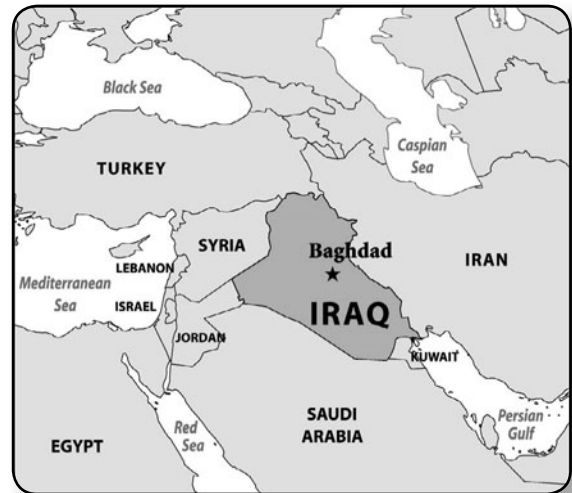 Black Sea
Caspian
Sea
TURKEY
SYRIA
Baghdad
IRAN
LEBANON
Mediterranean
Sea
ISRAEL
IRAQ
JORDAN
KUWAIT
SAUDI
ARABIA
Persian
Gulf
Red
Sea
EGYPT